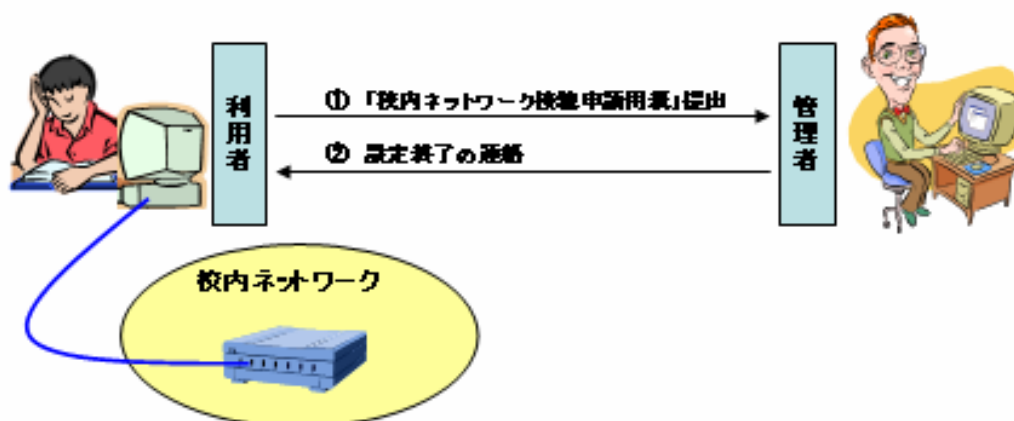 利用者
① 「校内ネットワーク接続申請用紙」提出
② 設定終了の連絡
管理者
校内ネットワーク